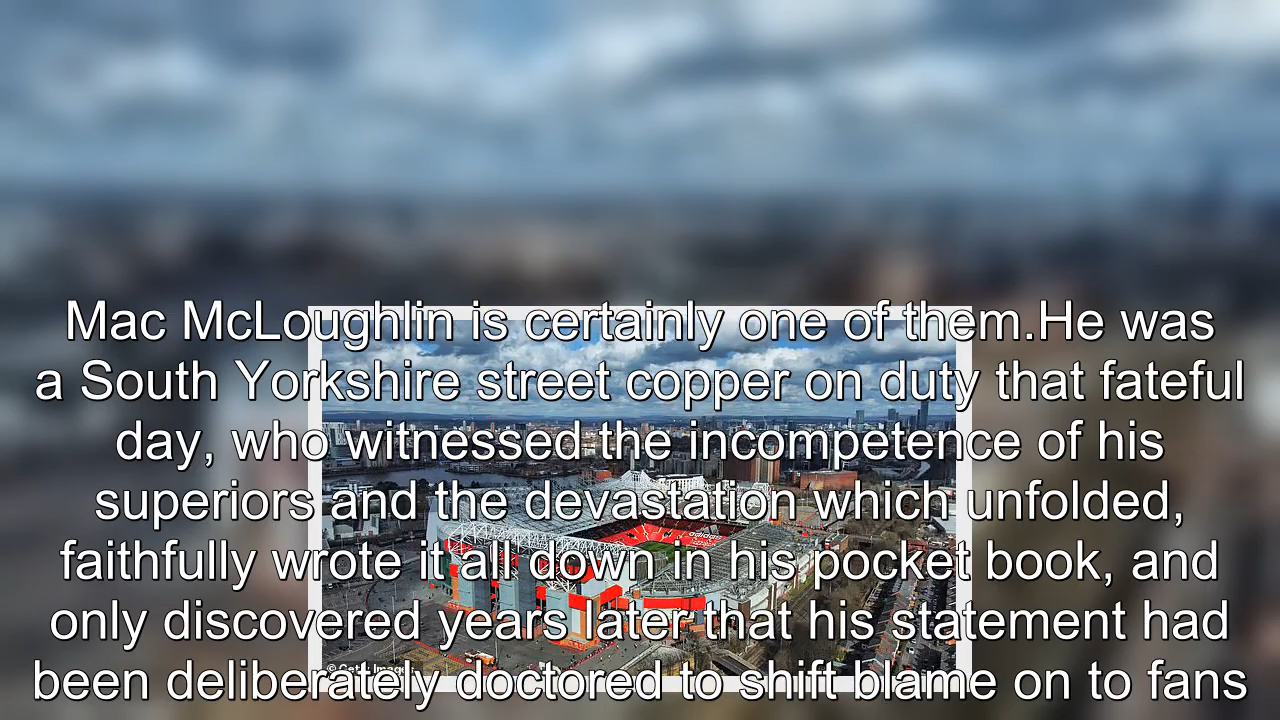 Mac McLoughlin is certainly one of them.He was
a South Yorkshire street copper on duty that fateful
day, who witnessed the incompetence of his
superiors and the devastation which unfolded,
adidas
faithfully wrote it all down in his pocket book, and
only discovered years later that his statement had
© Getty Images
been deliberately doctored to shift blame on to fans